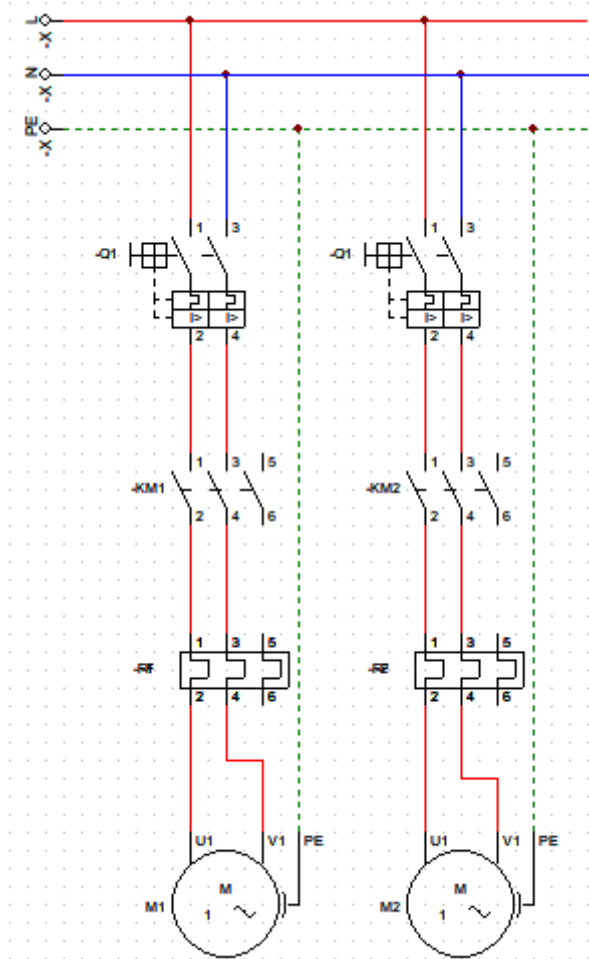 L
-X
N
-X
PE
-X
1 3 1 3
-Q1 -Q1
I> I> I> I>
2 4 2 4
1 3 5 1 3 5
-KM1 -KM2
2 4 6 2 4 6
1 3 5 1 3 5
2 4 6 2 4 6
U1 V1 PE U1 V1 PE
M M
M1 1 M2 1